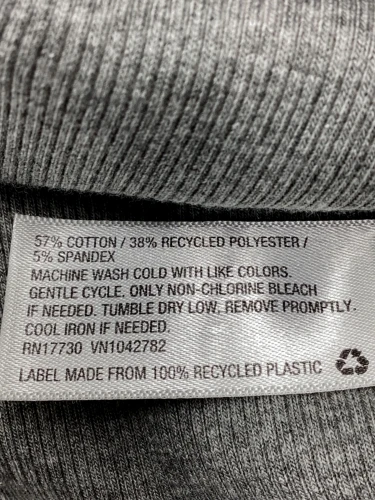 57% COTTON / 38% RECYCLED POLYESTER /
5% SPANDEX
MACHINE WASH COLD WITH LIKE COLORS.
GENTLE CYCLE. ONLY NON-CHLORINE BLEACH
IF NEEDED. TUMBLE DRY LOW, REMOVE PROMPTLY.
COOL IRON IF NEEDED.
RN17730 VN1042782
LABEL MADE FROM 100% RECYCLED PLASTIC